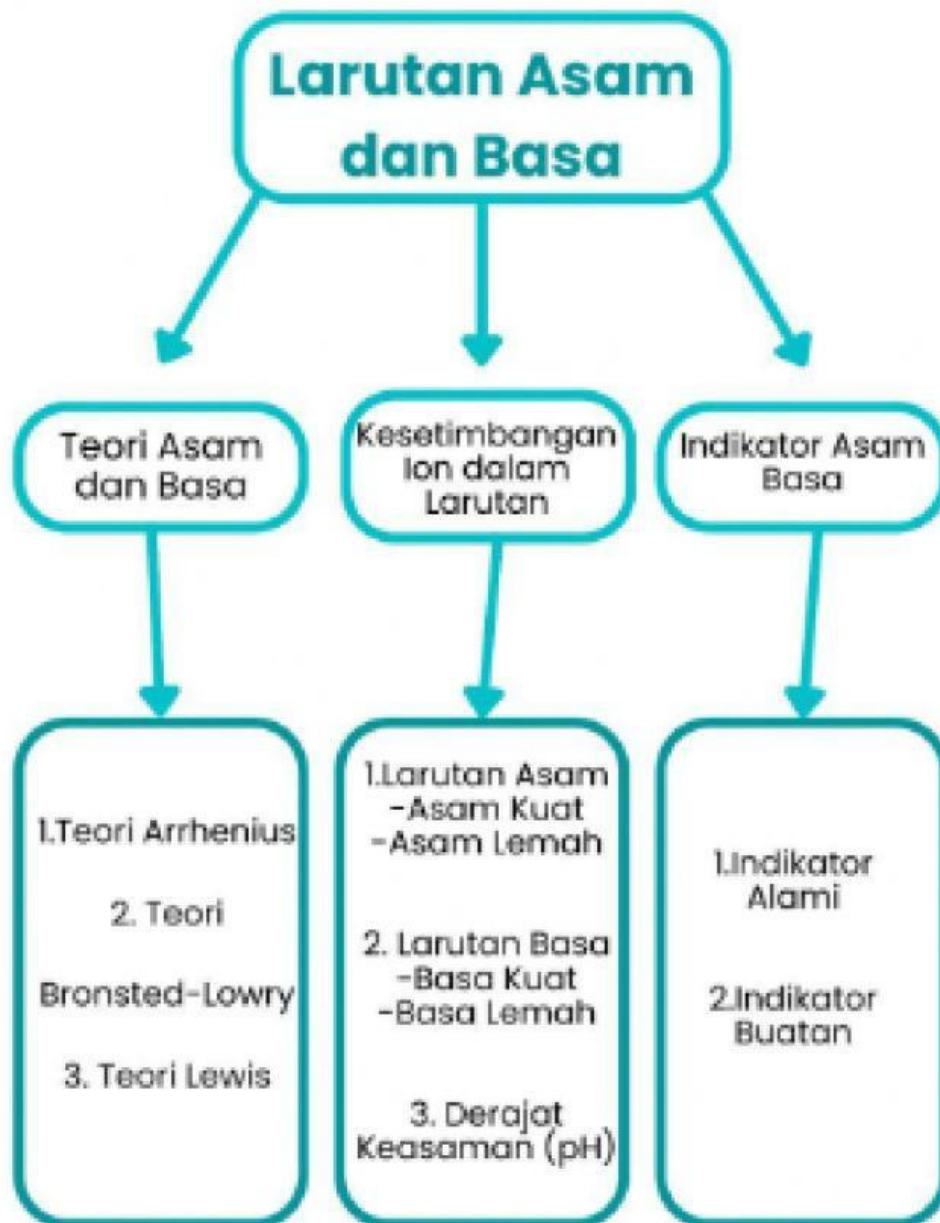 Larutan Asam
dan Basa
Teori Asam
dan Basa
Kesetimbangan
Ion dalam
Larutan
Indikator Asam
Basa
1.Teori Arrhenius
2. Teori
Bronsted-Lowry
3. Teori Lewis
1.Larutan Asam
-Asam Kuat
-Asam Lemah
2. Larutan Basa
-Basa Kuat
-Basa Lemah
3. Derajat
Keasaman (pH)
1.Indikator
Alami
2.Indikator
Buatan